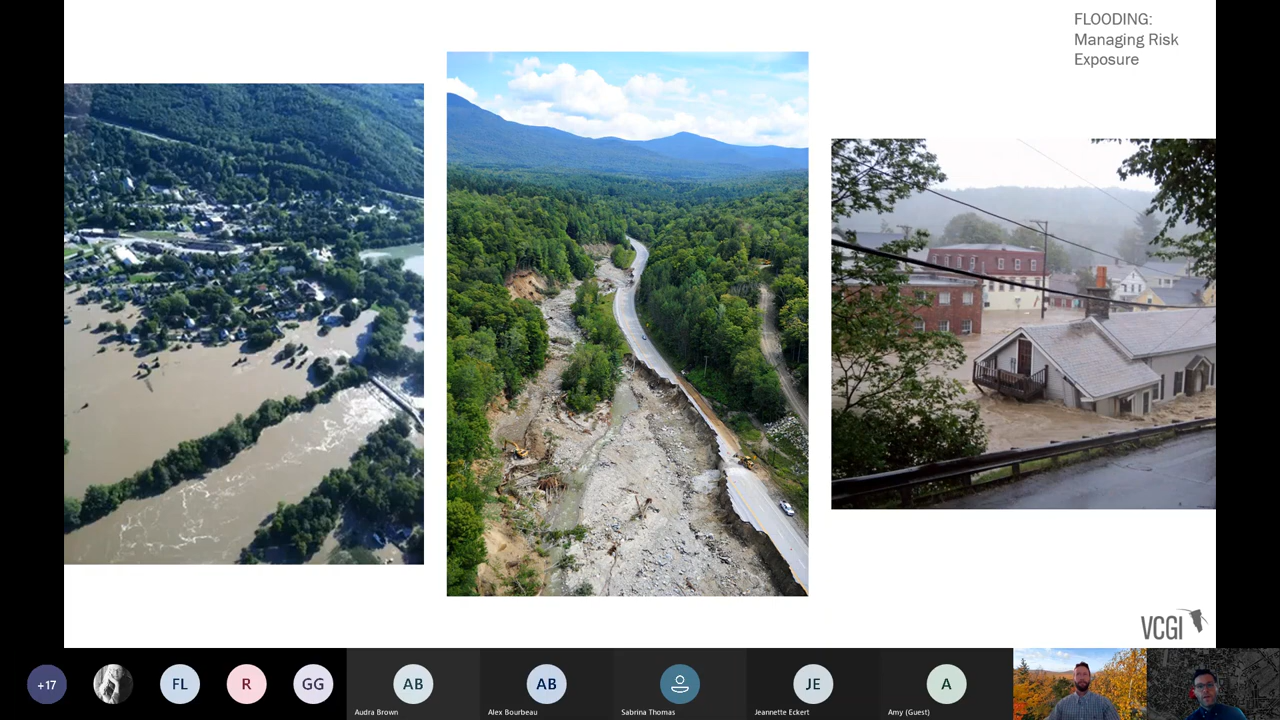 FLOODING:
Managing Risk
Exposure
VCGI
+17
FL
R
GG
AB
Audra Brown
AB
Alex Bourbeau
Sabrina Thomas
JE
Jeannette Eckert
A
Amy (Guest)